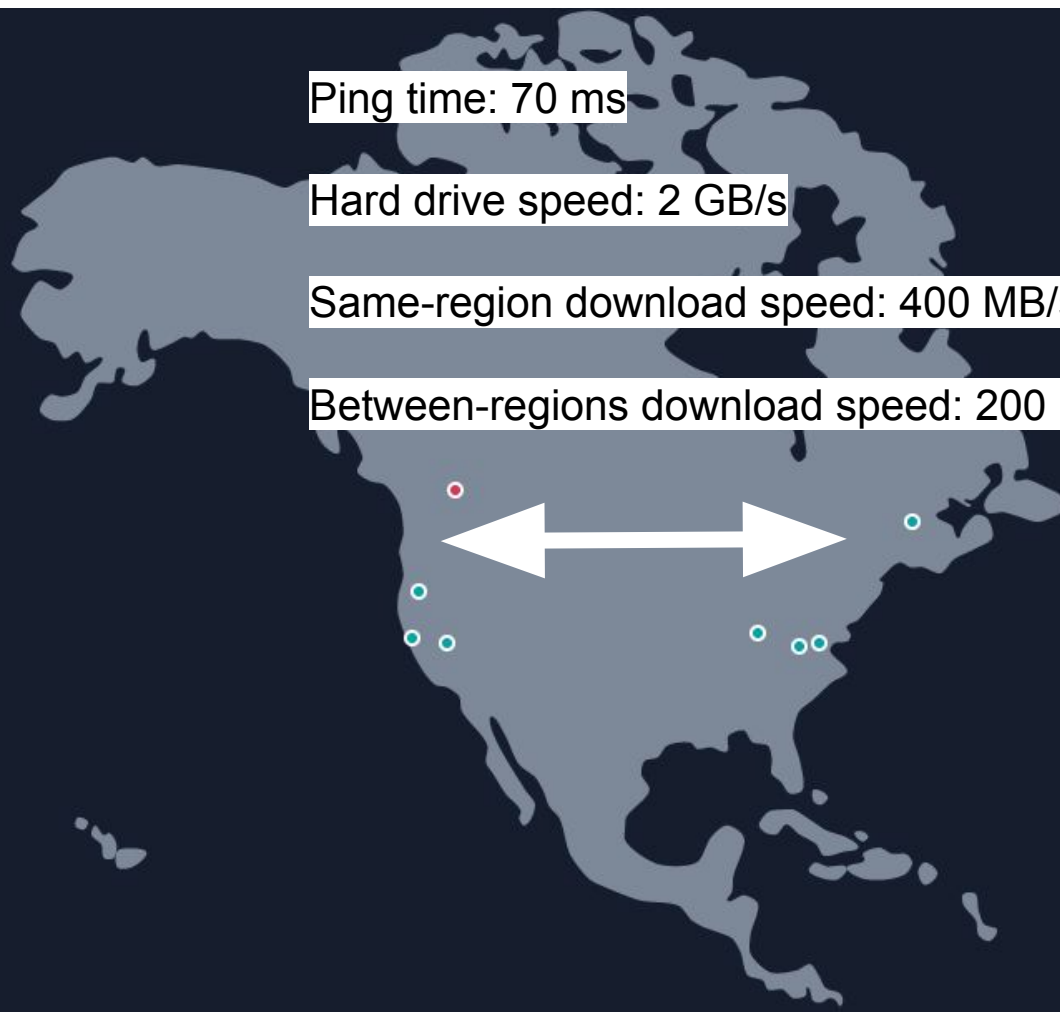 Ping time: 70 ms
Hard drive speed: 2 GB/s
Same-region download speed: 400 MB/
Between-regions download speed: 200